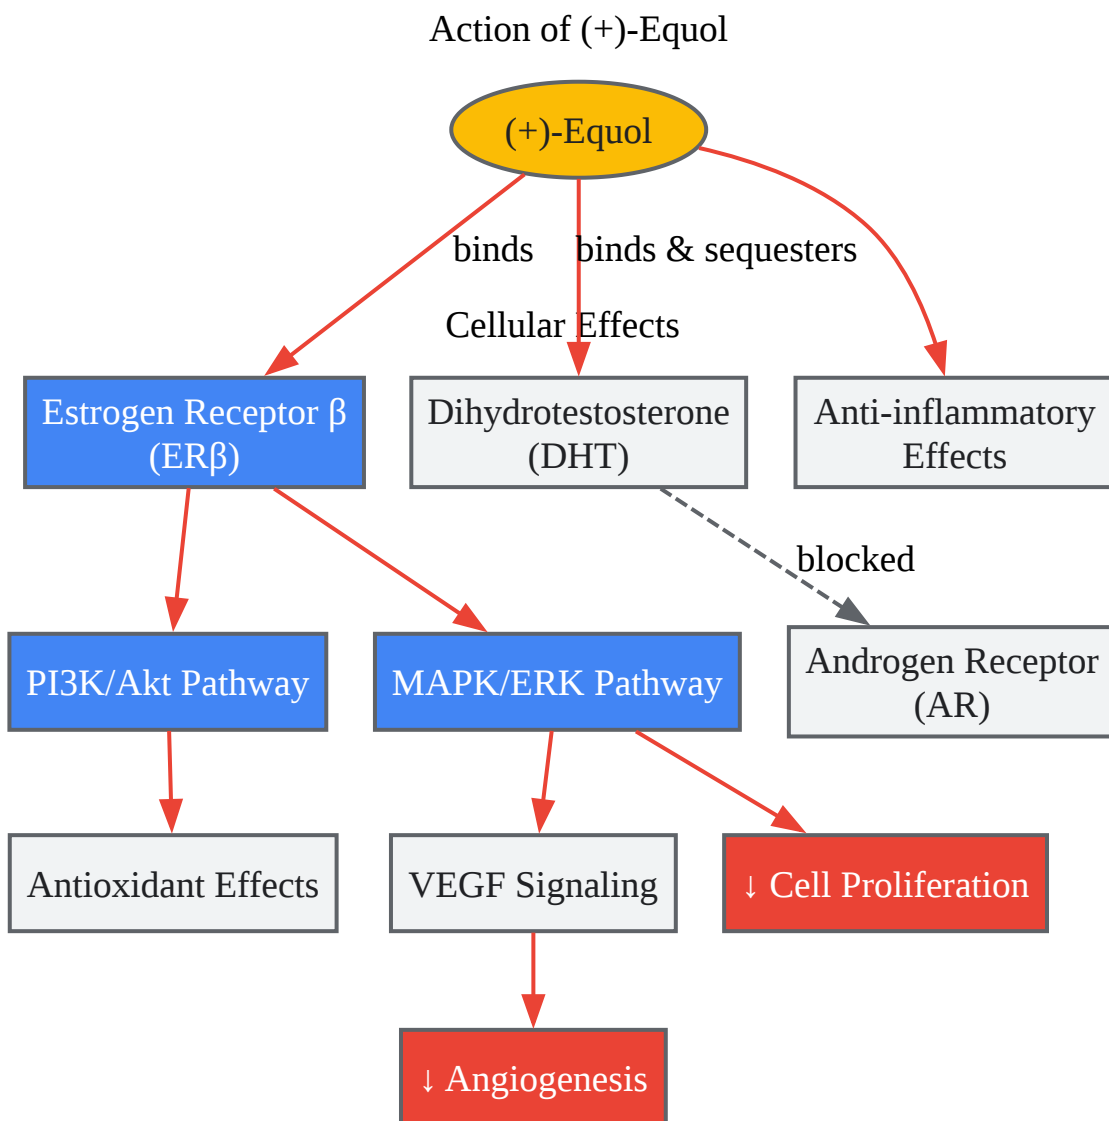 Action of (+)-Equol
(+)-Equol
binds
binds & sequesters
Cellular Effects
Estrogen Receptor β
(ERβ)
Dihydrotestosterone
(DHT)
Anti-inflammatory
Effects
blocked
PI3K/Akt Pathway
MAPK/ERK Pathway
Androgen Receptor
(AR)
Antioxidant Effects
VEGF Signaling
↓ Cell Proliferation
↓ Angiogenesis